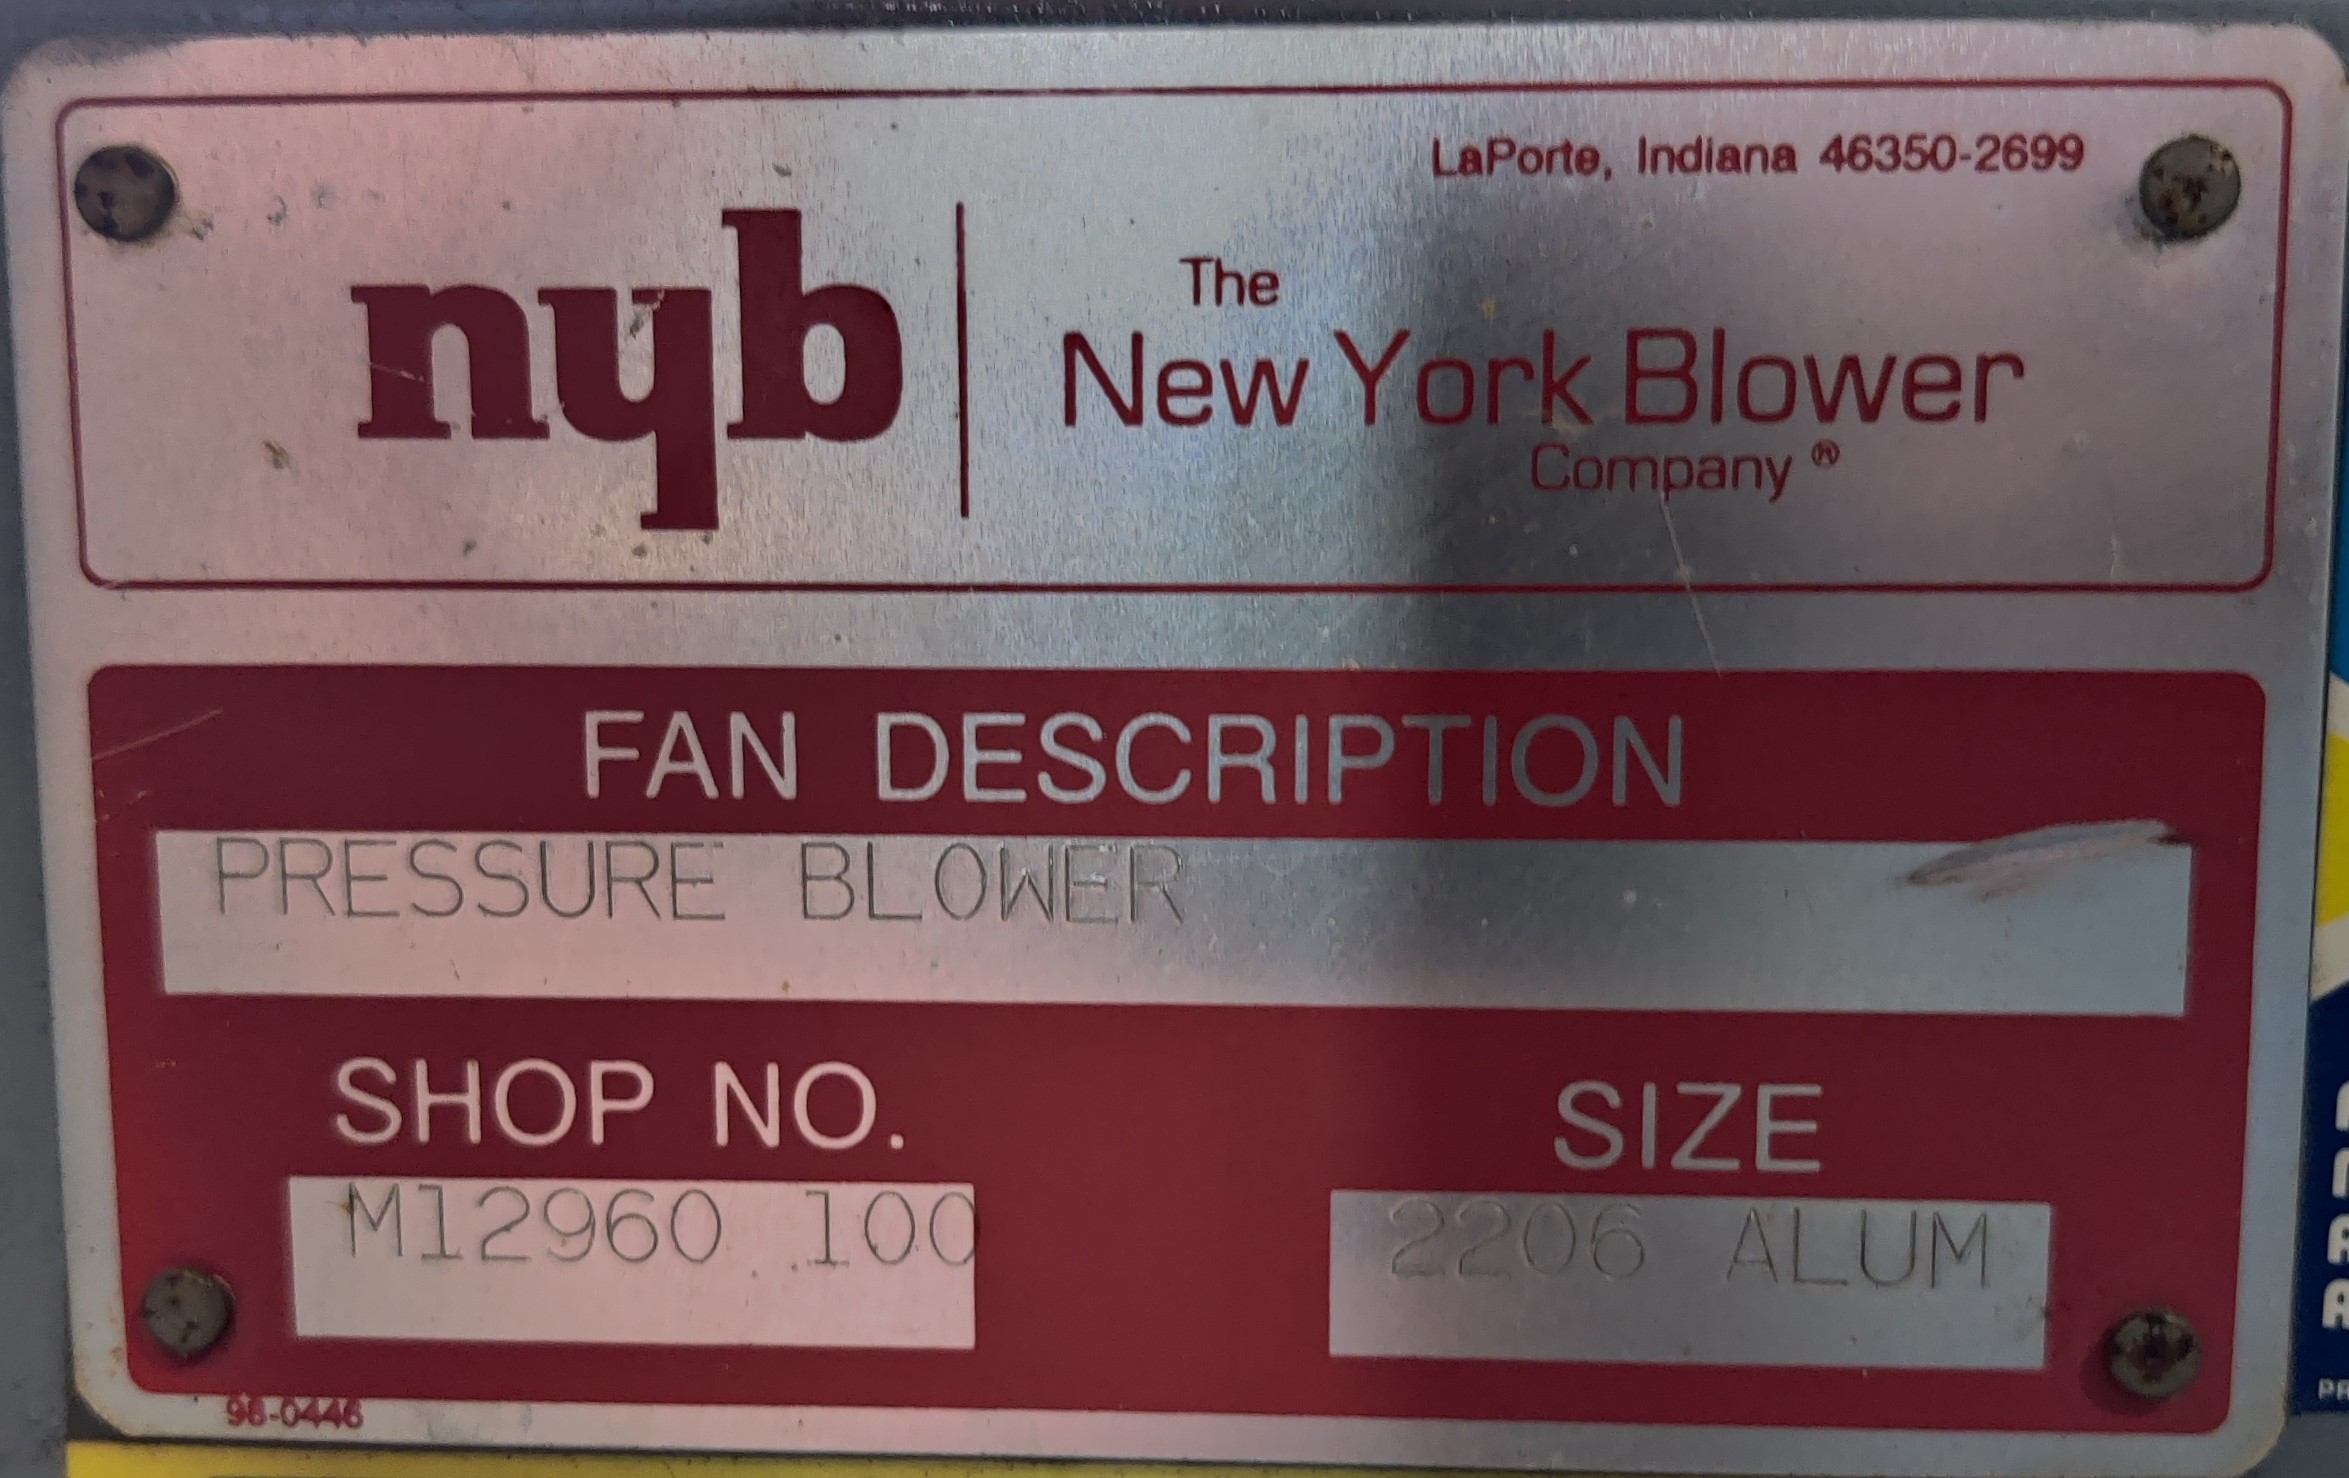 LaPorte, Indiana 46350-2699
nyb
The
New York Blower
Company ®
FAN DESCRIPTION
PRESSURE BLOWER
SHOP NO.
SIZE
M12960 100
2206 ALUM
96-0446